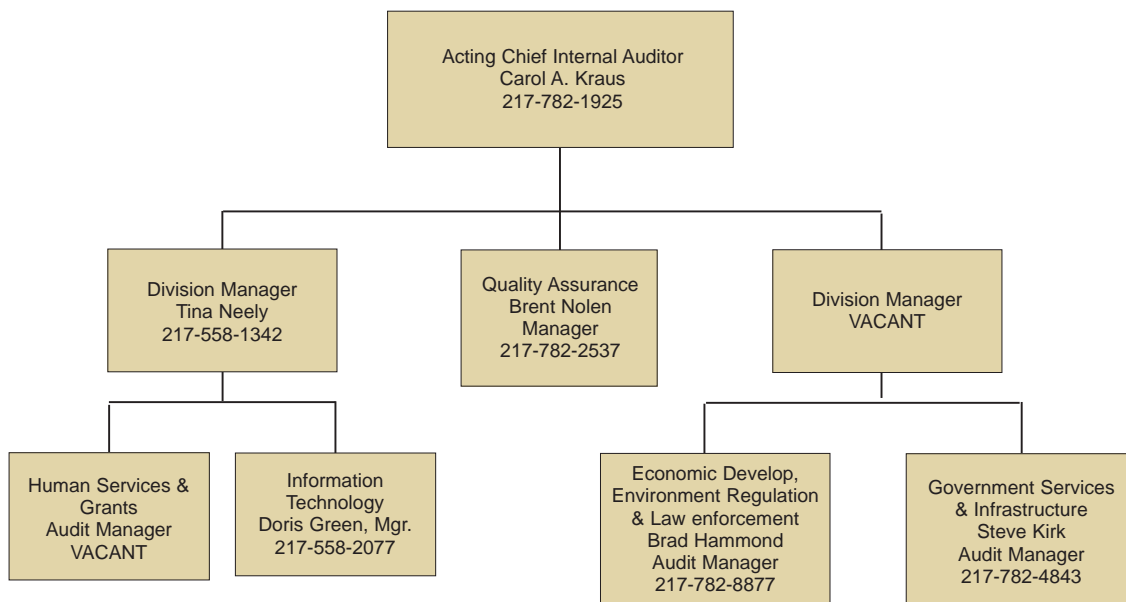 Acting Chief Internal Auditor
Carol A. Kraus
217-782-1925
Division Manager
Tina Neely
217-558-1342
Quality Assurance
Brent Nolen
Manager
217-782-2537
Division Manager
VACANT
Human Services &
Grants
Audit Manager
VACANT
Information
Technology
Doris Green, Mgr.
217-558-2077
Economic Develop,
Environment Regulation
& Law enforcement
Brad Hammond
Audit Manager
217-782-8877
Government Services
& Infrastructure
Steve Kirk
Audit Manager
217-782-4843